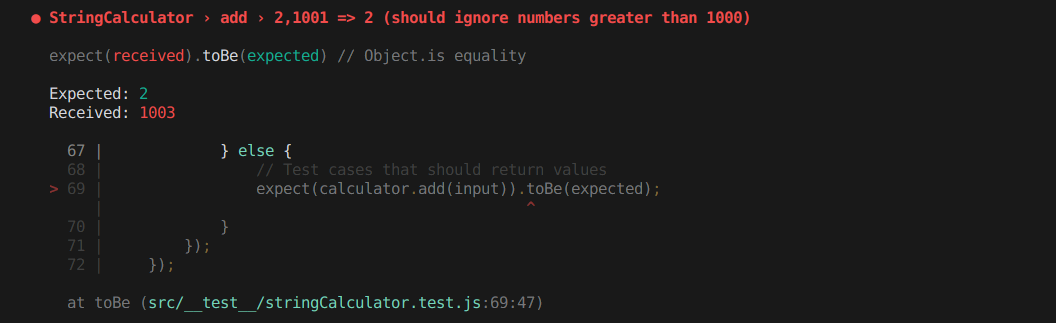 ● StringCalculator › add › 2,1001 => 2 (should ignore numbers greater than 1000)
expect(received).toBe(expected) // Object.is equality
Expected: 2
Received: 1003
67 | } else {
68 | // Test cases that should return values
> 69 | expect(calculator.add(input)).toBe(expected);
| ^
70 | }
71 | });
72 | });
at toBe (src/__test__/stringCalculator.test.js:69:47)